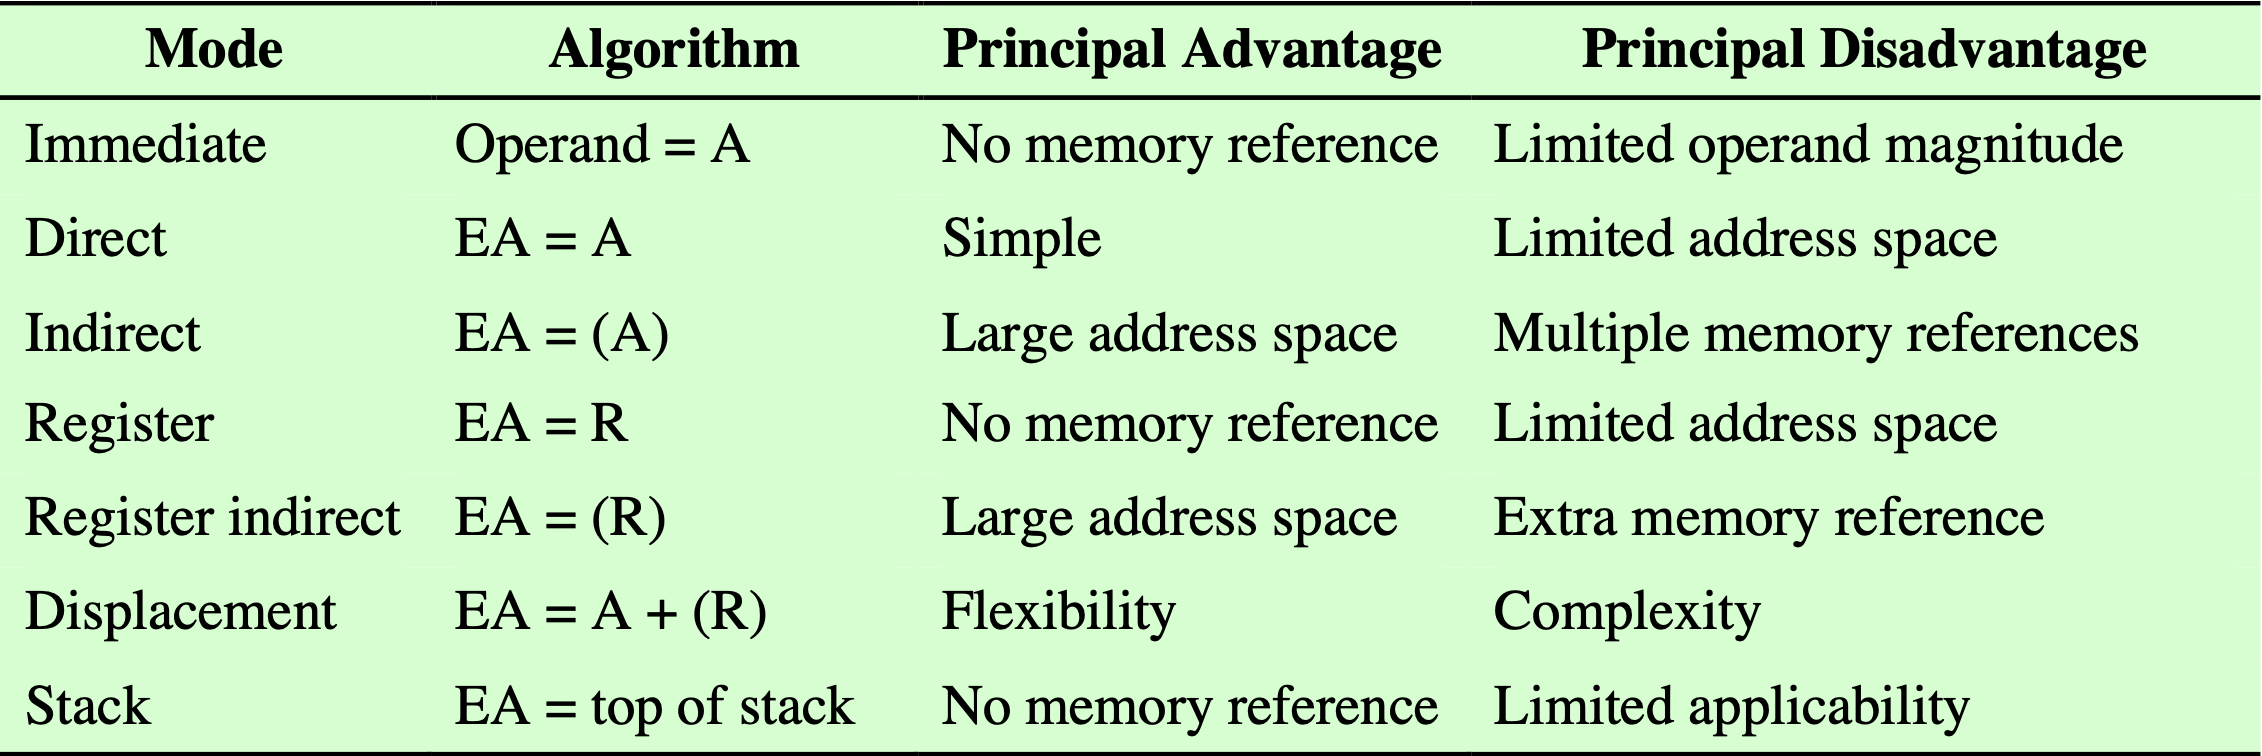 Mode Algorithm Principal Advantage Principal Disadvantage
Immediate Operand = A No memory reference Limited operand magnitude
Direct EA = A Simple Limited address space
Indirect EA = (A) Large address space Multiple memory references
Register EA = R No memory reference Limited address space
Register indirect EA = (R) Large address space Extra memory reference
Displacement EA = A + (R) Flexibility Complexity
Stack EA = top of stack No memory reference Limited applicability